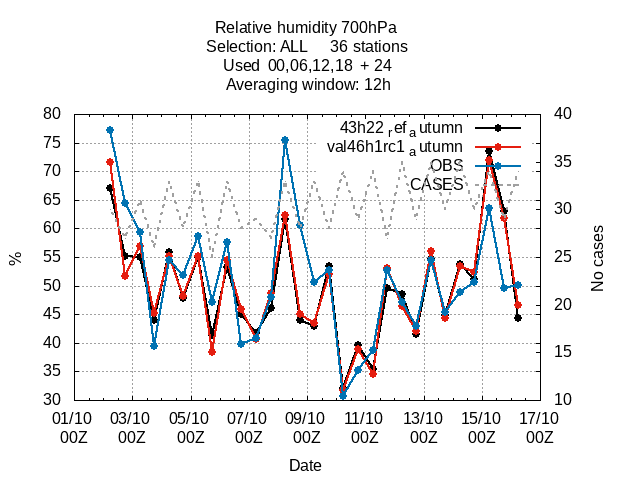 Relative humidity 700hPa
Selection: ALL 36 stations
Used 00,06,12,18 + 24
Averaging window: 12h
43h22 refa utumn
val46h1rc1 a utumn
OBS
CASES
80
75
70
65
60
55
50
45
40
35
30
%
40
35
30
25
20
15
10
No cases
01/10 03/10 05/10 07/10 09/10 11/10 13/10 15/10 17/10
00Z 00Z 00Z 00Z 00Z 00Z 00Z 00Z 00Z
Date